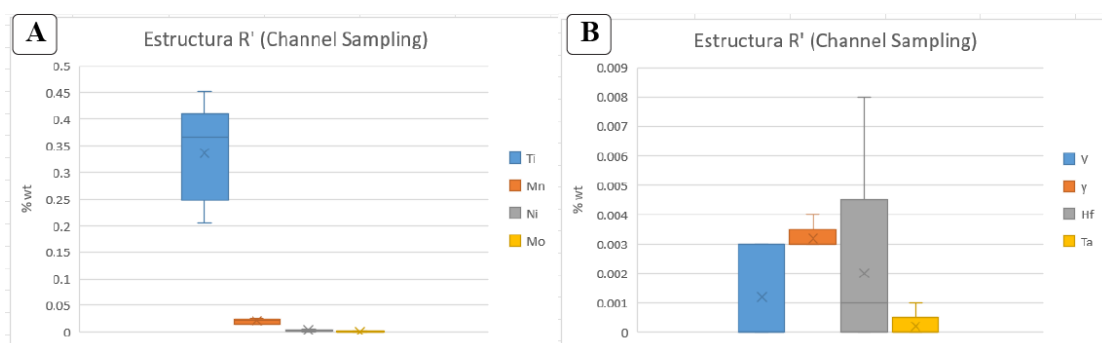 A
Estructura R' (Channel Sampling)
0.5
0.45
0.4
0.35
0.3
0.25
0.2
0.15
0.1
0.05
0
% wt
Ti
Mn
Ni
Mo
B
Estructura R' (Channel Sampling)
0.009
0.008
0.007
0.006
0.005
0.004
0.003
0.002
0.001
0
% wt
V
Y
Hf
Ta